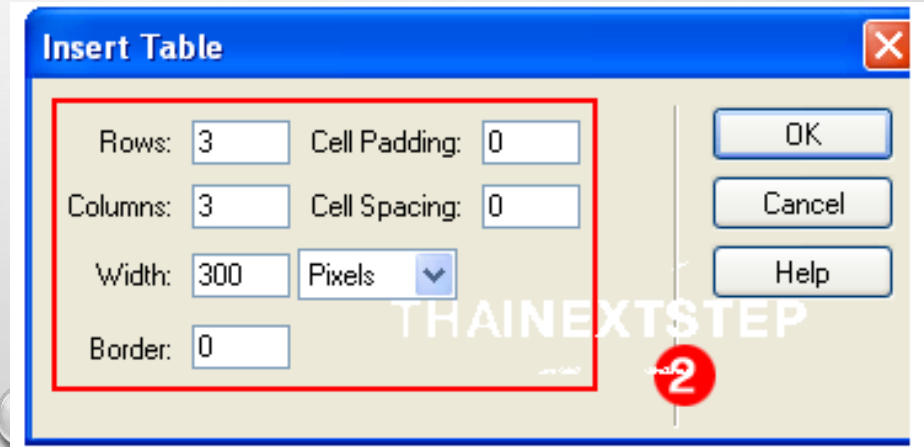 Insert Table
Rows: 3 Cell Padding: 0 OK
Columns: 3 Cell Spacing: 0 Cancel
Width: 300 Pixels Help
THAINEXTSTEP
Border: 0
2